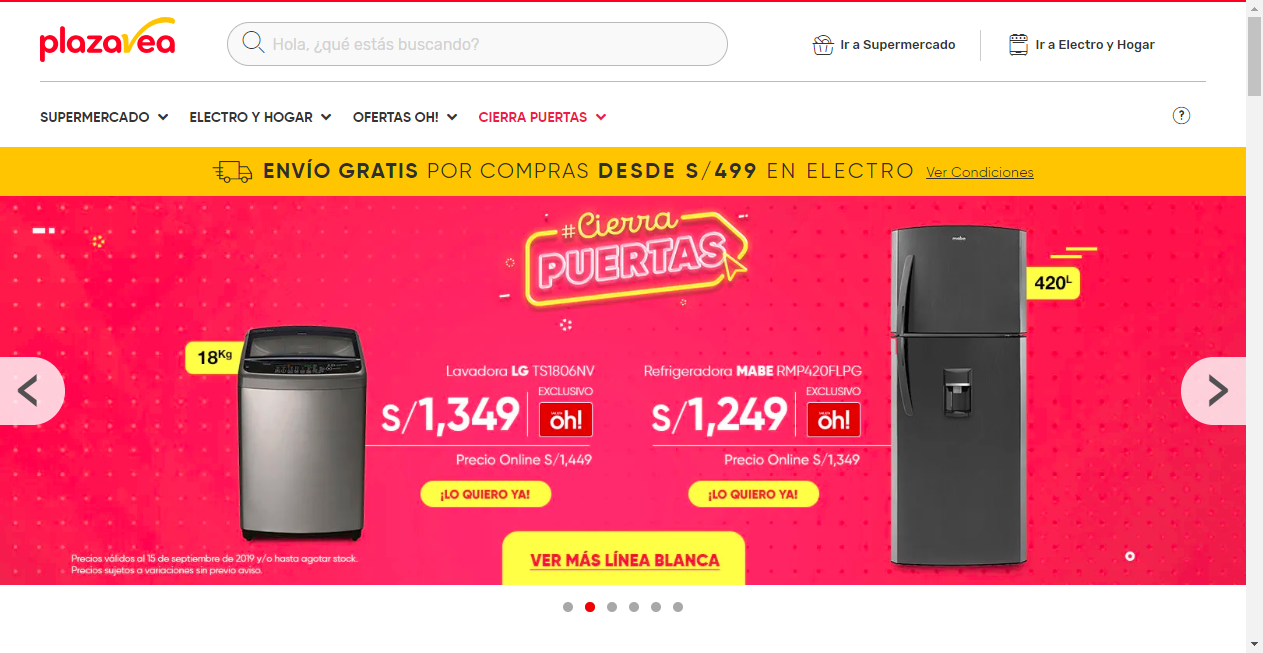 plazavea
Hola, ¿qué estás buscando?
Ir a Supermercado
Ir a Electro y Hogar
SUPERMERCADO
ELECTRO Y HOGAR
OFERTAS OH!
CIERRA PUERTAS
?
ENVÍO GRATIS POR COMPRAS DESDE S/499 EN ELECTRO Ver Condiciones
#Cierra
PUERTAS
mabe
420L
18Kg
Lavadora LG TS1806NV
EXCLUSIVO
S/1,349
oh!
Precio Online S/1,449
¡LO QUIERO YA!
Refrigeradora MABE RMP420FLPG
EXCLUSIVO
S/1,249
oh!
Precio Online S/1,349
¡LO QUIERO YA!
VER MÁS LÍNEA BLANCA
Precios válidos al 15 de septiembre de 2019 y/o hasta agotar stock.
Precios sujetos a variaciones sin previo aviso.